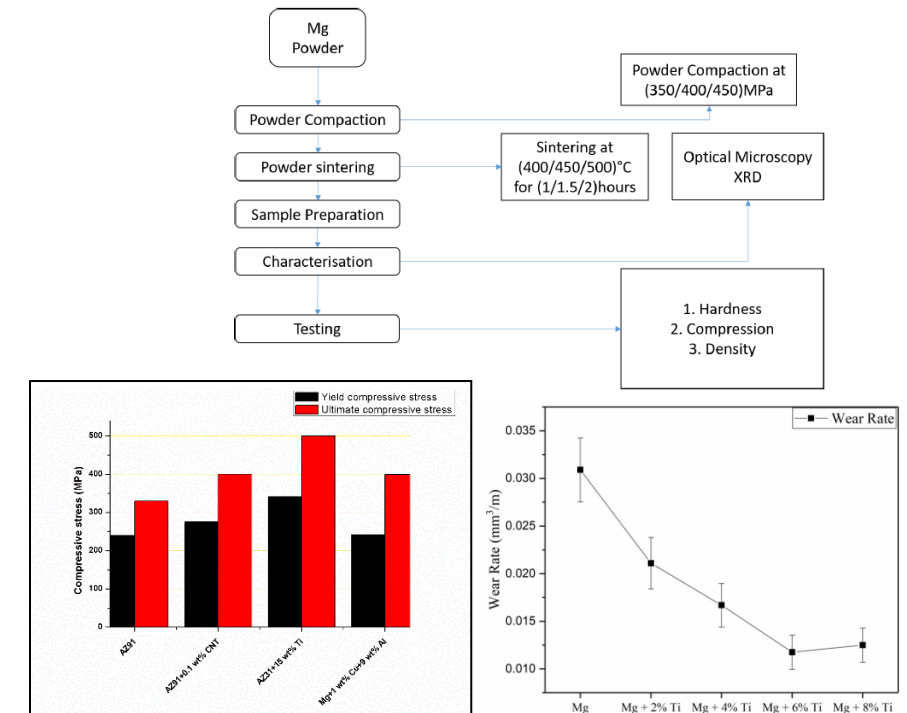 Mg
Powder
Powder Compaction at
(350/400/450)MPa
Powder Compaction
Powder sintering
Sintering at
(400/450/500)°C
for (1/1.5/2)hours
Optical Microscopy
XRD
Sample Preparation
Characterisation
Testing
1. Hardness
2. Compression
3. Density
Yield compressive stress
Ultimate compressive stress
Compressive stress (MPa)
500
400
300
200
100
0
AZ91
AZ91+0.1 wt% CNT
AZ31+15 wt% Ti
Mg+1 wt% Cu+9 wt% Al
Wear Rate
Wear Rate (mm³/m)
0.035
0.030
0.025
0.020
0.015
0.010
Mg
Mg + 2% Ti
Mg + 4% Ti
Mg + 6% Ti
Mg + 8% Ti